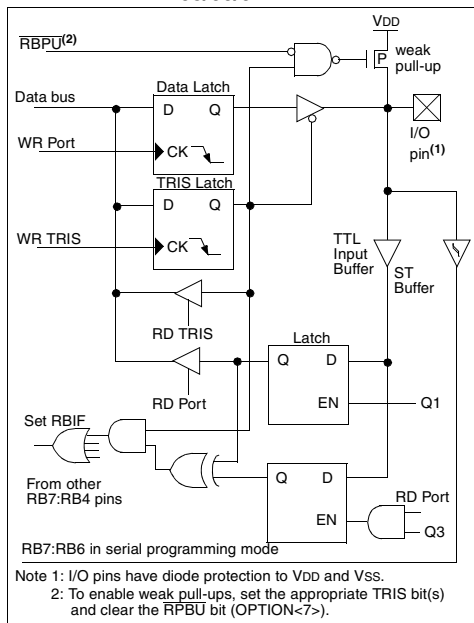 VDD
RBPU(2)
P
weak
pull-up
Data bus
Data Latch
D Q
WR Port
CK
I/O
pin(1)
TRIS Latch
D Q
WR TRIS
CK
TTL
Input
Buffer
ST
Buffer
RD TRIS
Latch
Q D
RD Port
EN
Q1
Set RBIF
From other
RB7:RB4 pins
Q D
RD Port
EN
Q3
RB7:RB6 in serial programming mode
Note 1: I/O pins have diode protection to VDD and VSS.
2: To enable weak pull-ups, set the appropriate TRIS bit(s)
and clear the RPBU bit (OPTION<7>).